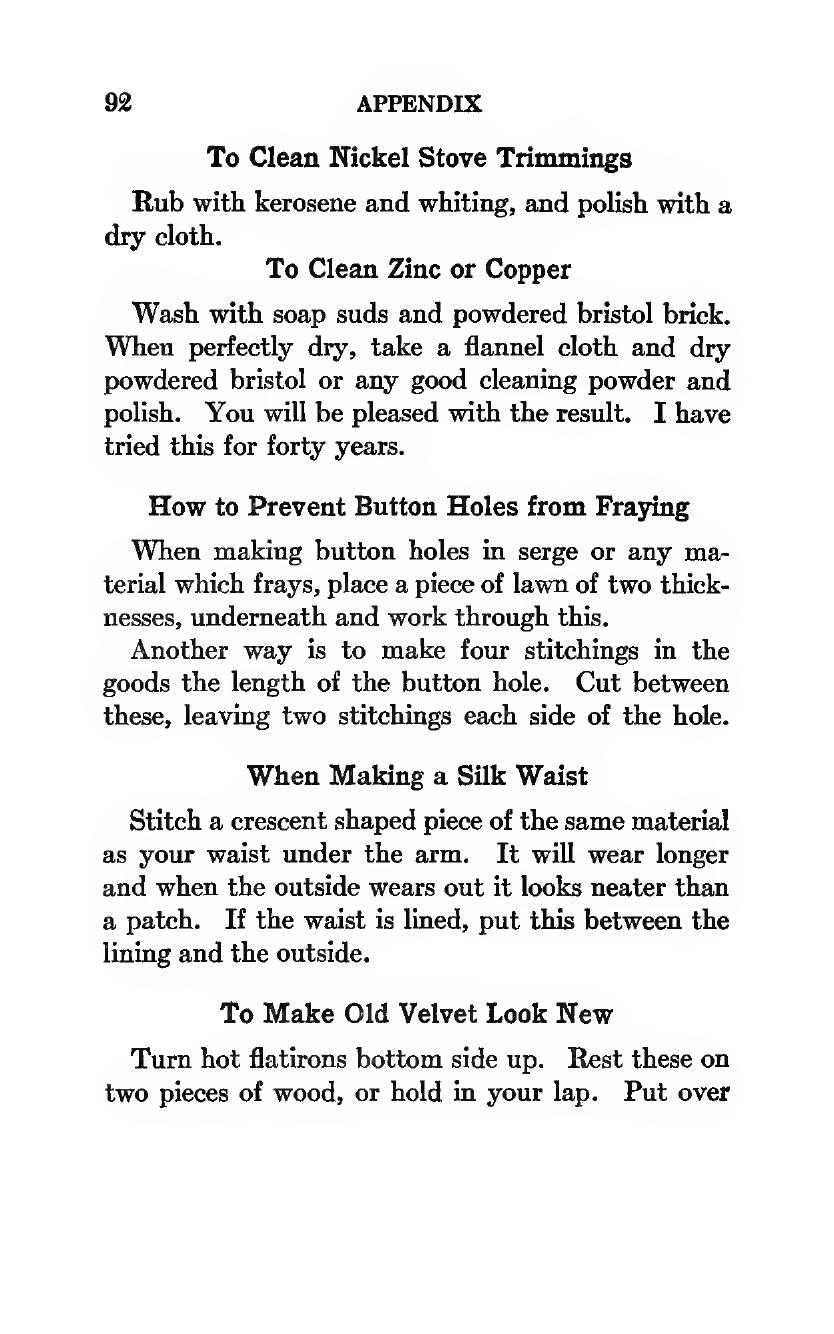 92 APPENDIX
To Clean Nickel Stove Trimmings
Rub with kerosene and whiting, and polish with a
dry cloth.
To Clean Zinc or Copper
Wash with soap suds and powdered bristol brick.
When perfectly dry, take a flannel cloth and dry
powdered bristol or any good cleaning powder and
polish. You will be pleased with the result. I have
tried this for forty years.
How to Prevent Button Holes from Fraying
When making button holes in serge or any ma-
terial which frays, place a piece of lawn of two thick-
nesses, underneath and work through this.
Another way is to make four stitchings in the
goods the length of the button hole. Cut between
these, leaving two stitchings each side of the hole.
When Making a Silk Waist
Stitch a crescent shaped piece of the same material
as your waist under the arm. It will wear longer
and when the outside wears out it looks neater than
a patch. If the waist is lined, put this between the
lining and the outside.
To Make Old Velvet Look New
Turn hot flatirons bottom side up. Rest these on
two pieces of wood, or hold in your lap. Put over